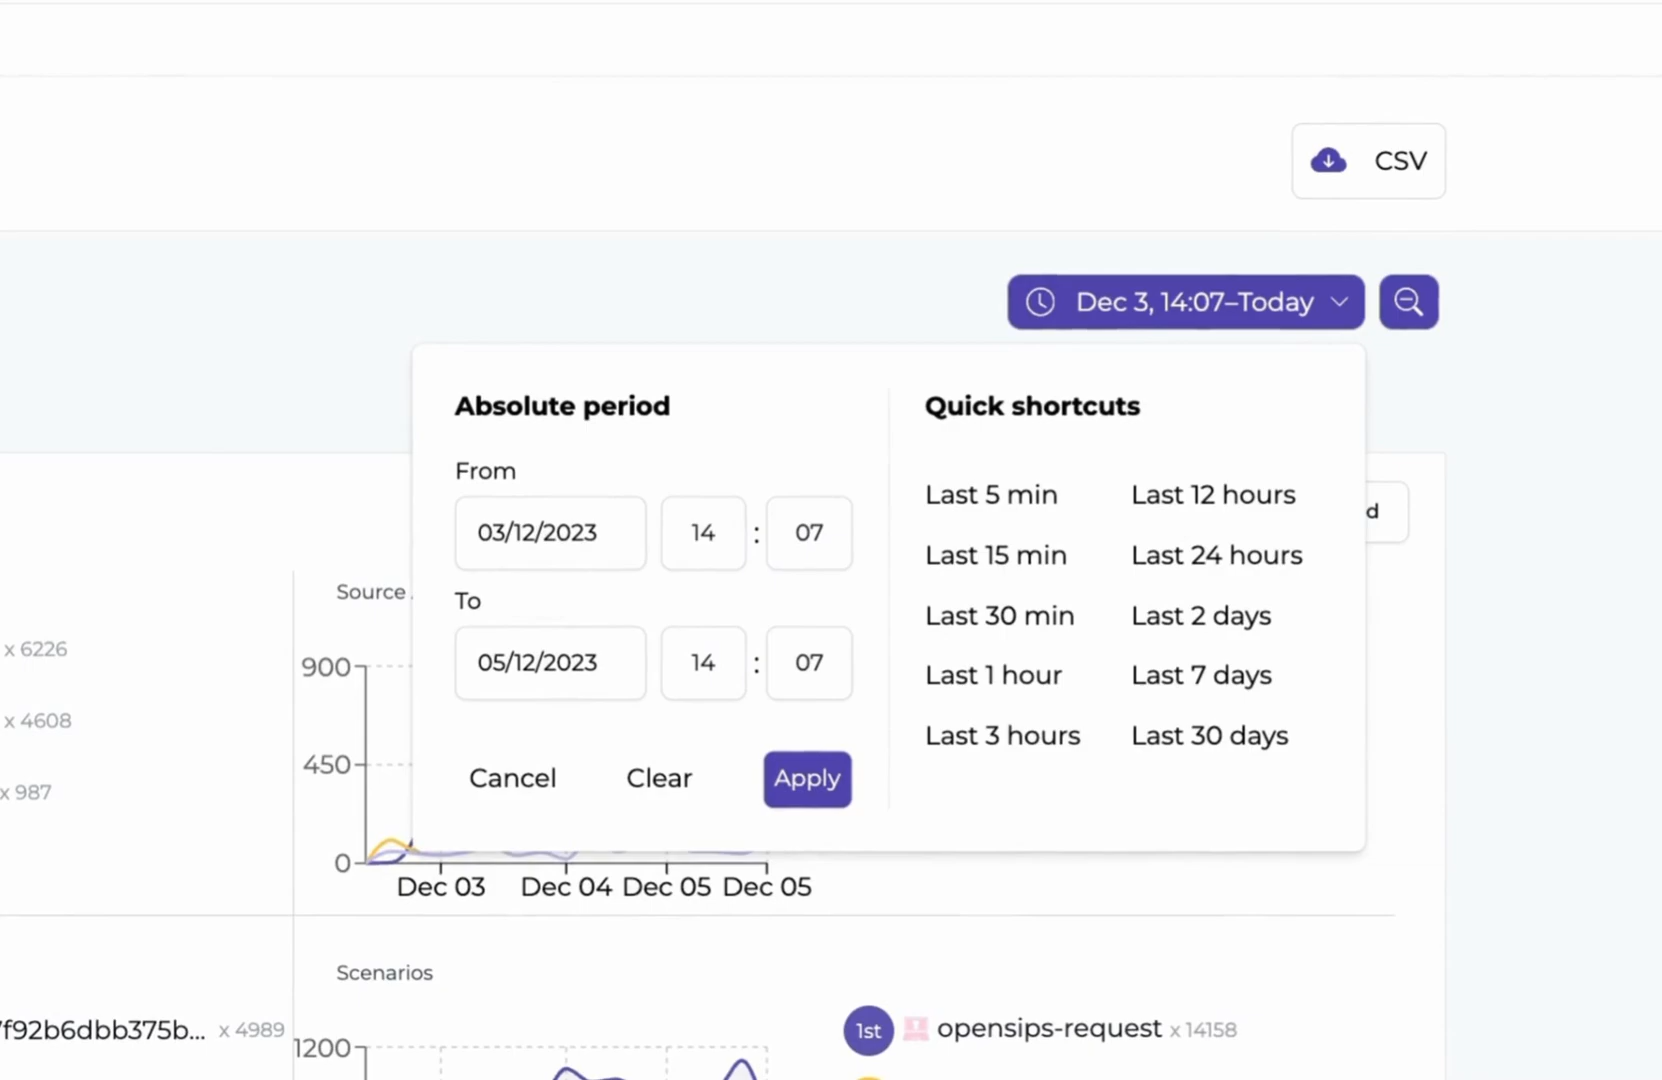 CSV
Dec 3, 14:07–Today
Absolute period
From
03/12/2023 14 : 07
To
05/12/2023 14 : 07
Cancel Clear Apply
Quick shortcuts
Last 5 min Last 12 hours
Last 15 min Last 24 hours
Last 30 min Last 2 days
Last 1 hour Last 7 days
Last 3 hours Last 30 days
d
x 6226
x 4608
x 987
Source
900
450
0
Dec 03 Dec 04 Dec 05 Dec 05
Scenarios
f92b6dbb375b... x 4989
1200
1st opensips-request x 14158